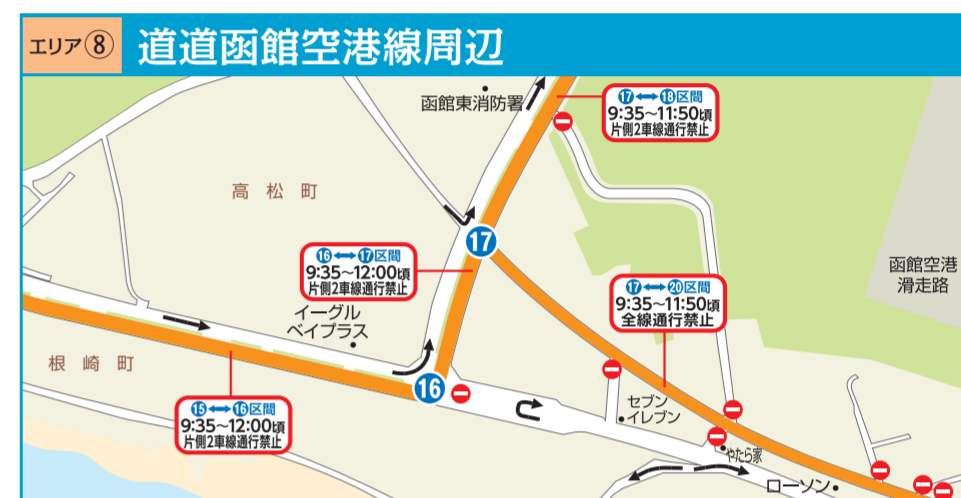 エリア⑧ 道道函館空港線周辺
函館東消防署
⑰⟷⑱区間
9:35~11:50頃
片側2車線通行禁止
高松町
⑰
⑯⟷⑰区間
9:35~12:00頃
片側2車線通行禁止
函館空港
滑走路
⑰⟷⑳区間
9:35~11:50頃
全線通行禁止
イーグル
ベイプラス
根崎町
⑯
⑮⟷⑯区間
9:35~12:00頃
片側2車線通行禁止
セブン
イレブン
やたら家
ローソン